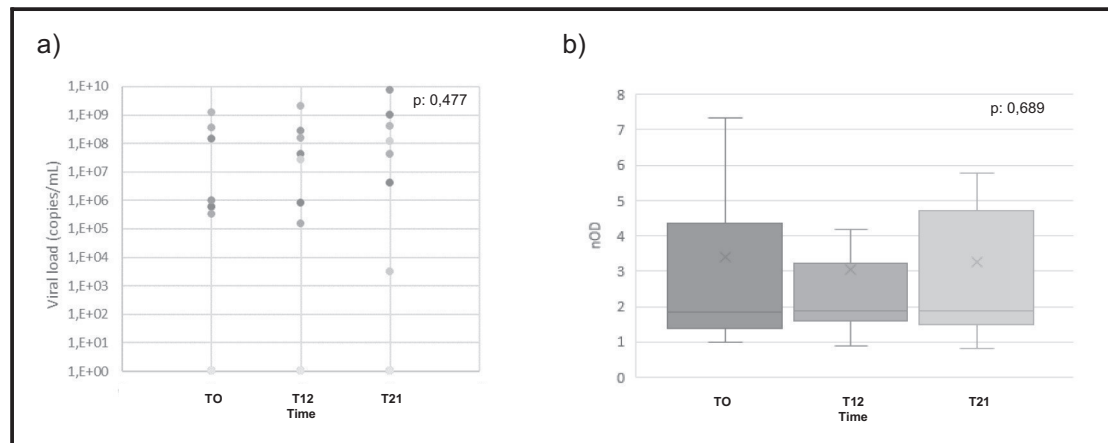 a)
p: 0,477
Viral load (copies/mL)
1,E+10
1,E+09
1,E+08
1,E+07
1,E+06
1,E+05
1,E+04
1,E+03
1,E+02
1,E+01
1,E+00
TO T12 T21
Time
b)
p: 0,689
nOD
8
7
6
5
4
3
2
1
0
TO T12 T21
Time